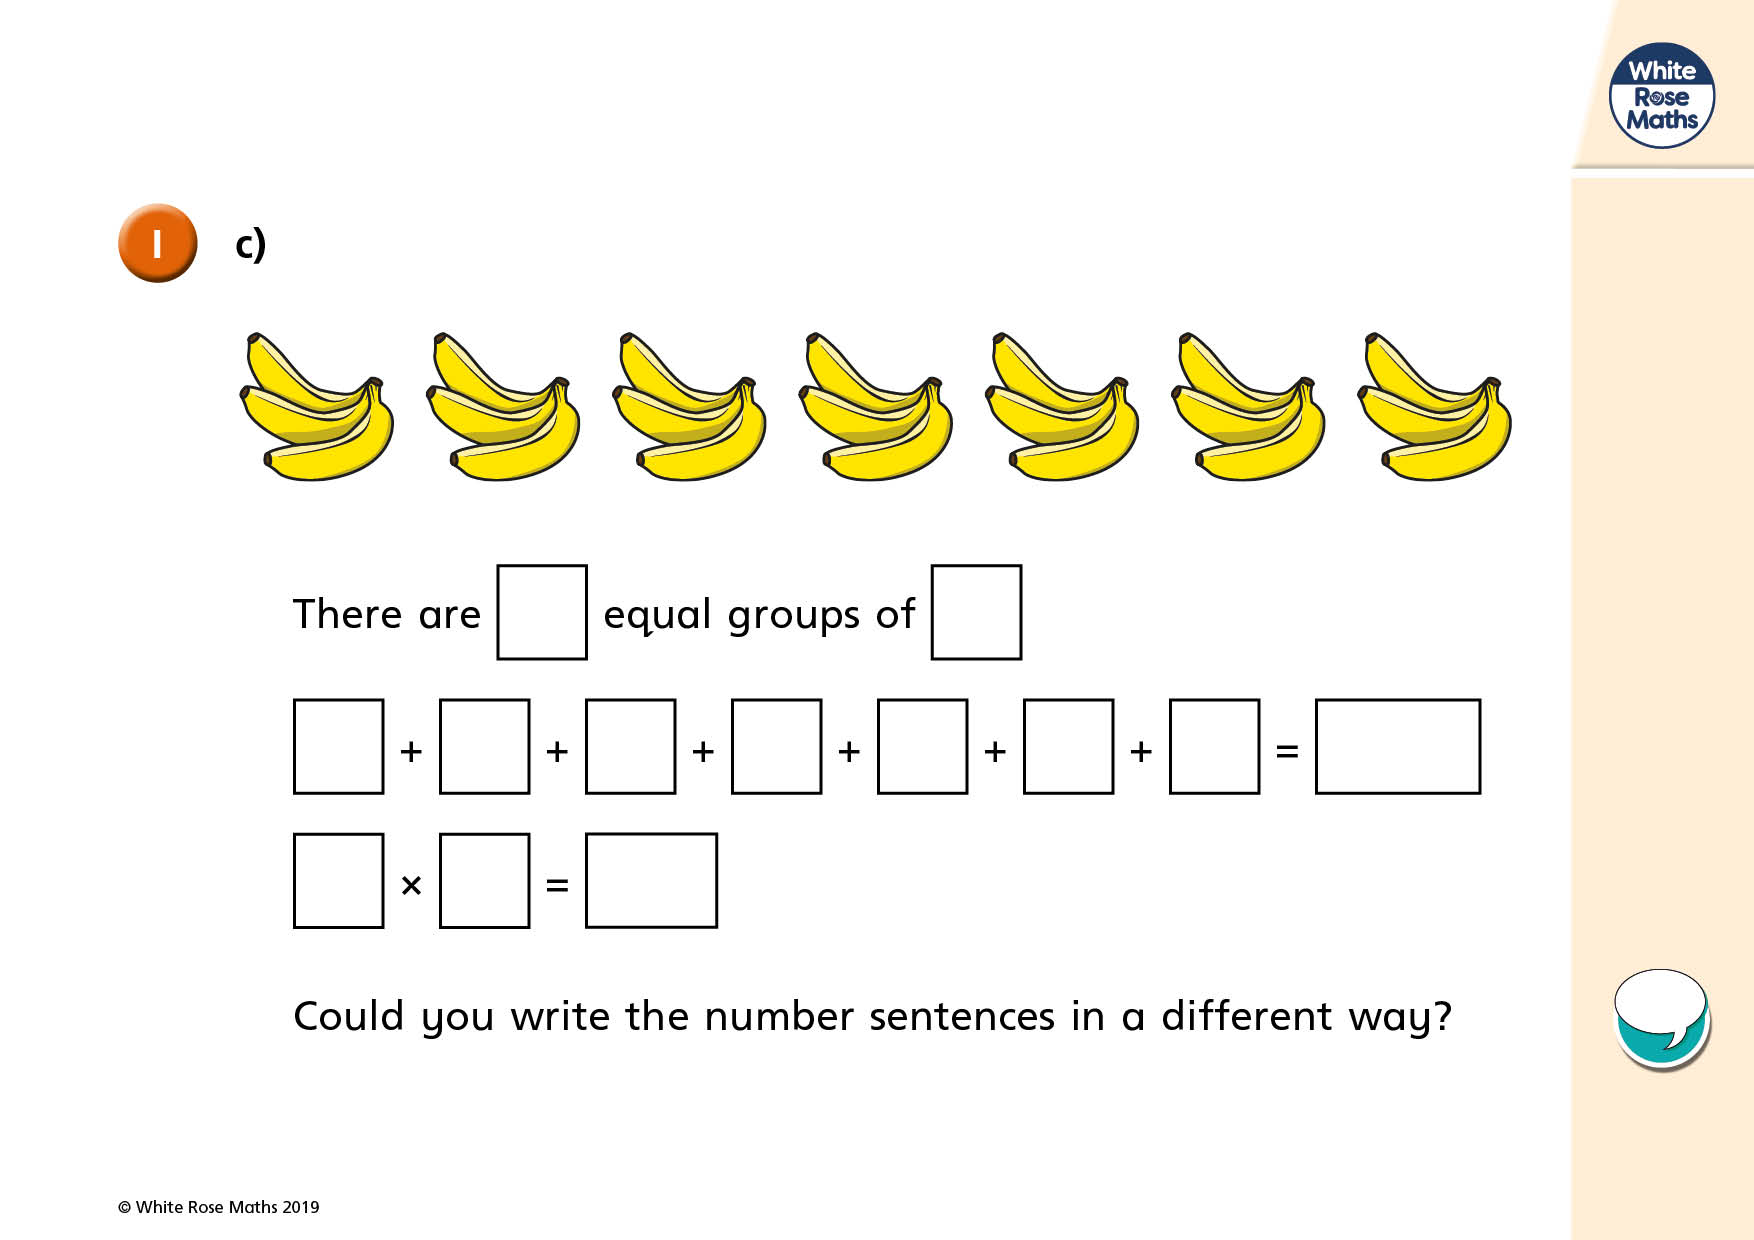 White
Rose
Maths
1 c)
There are equal groups of
+ + + + + + =
× =
Could you write the number sentences in a different way?
© White Rose Maths 2019